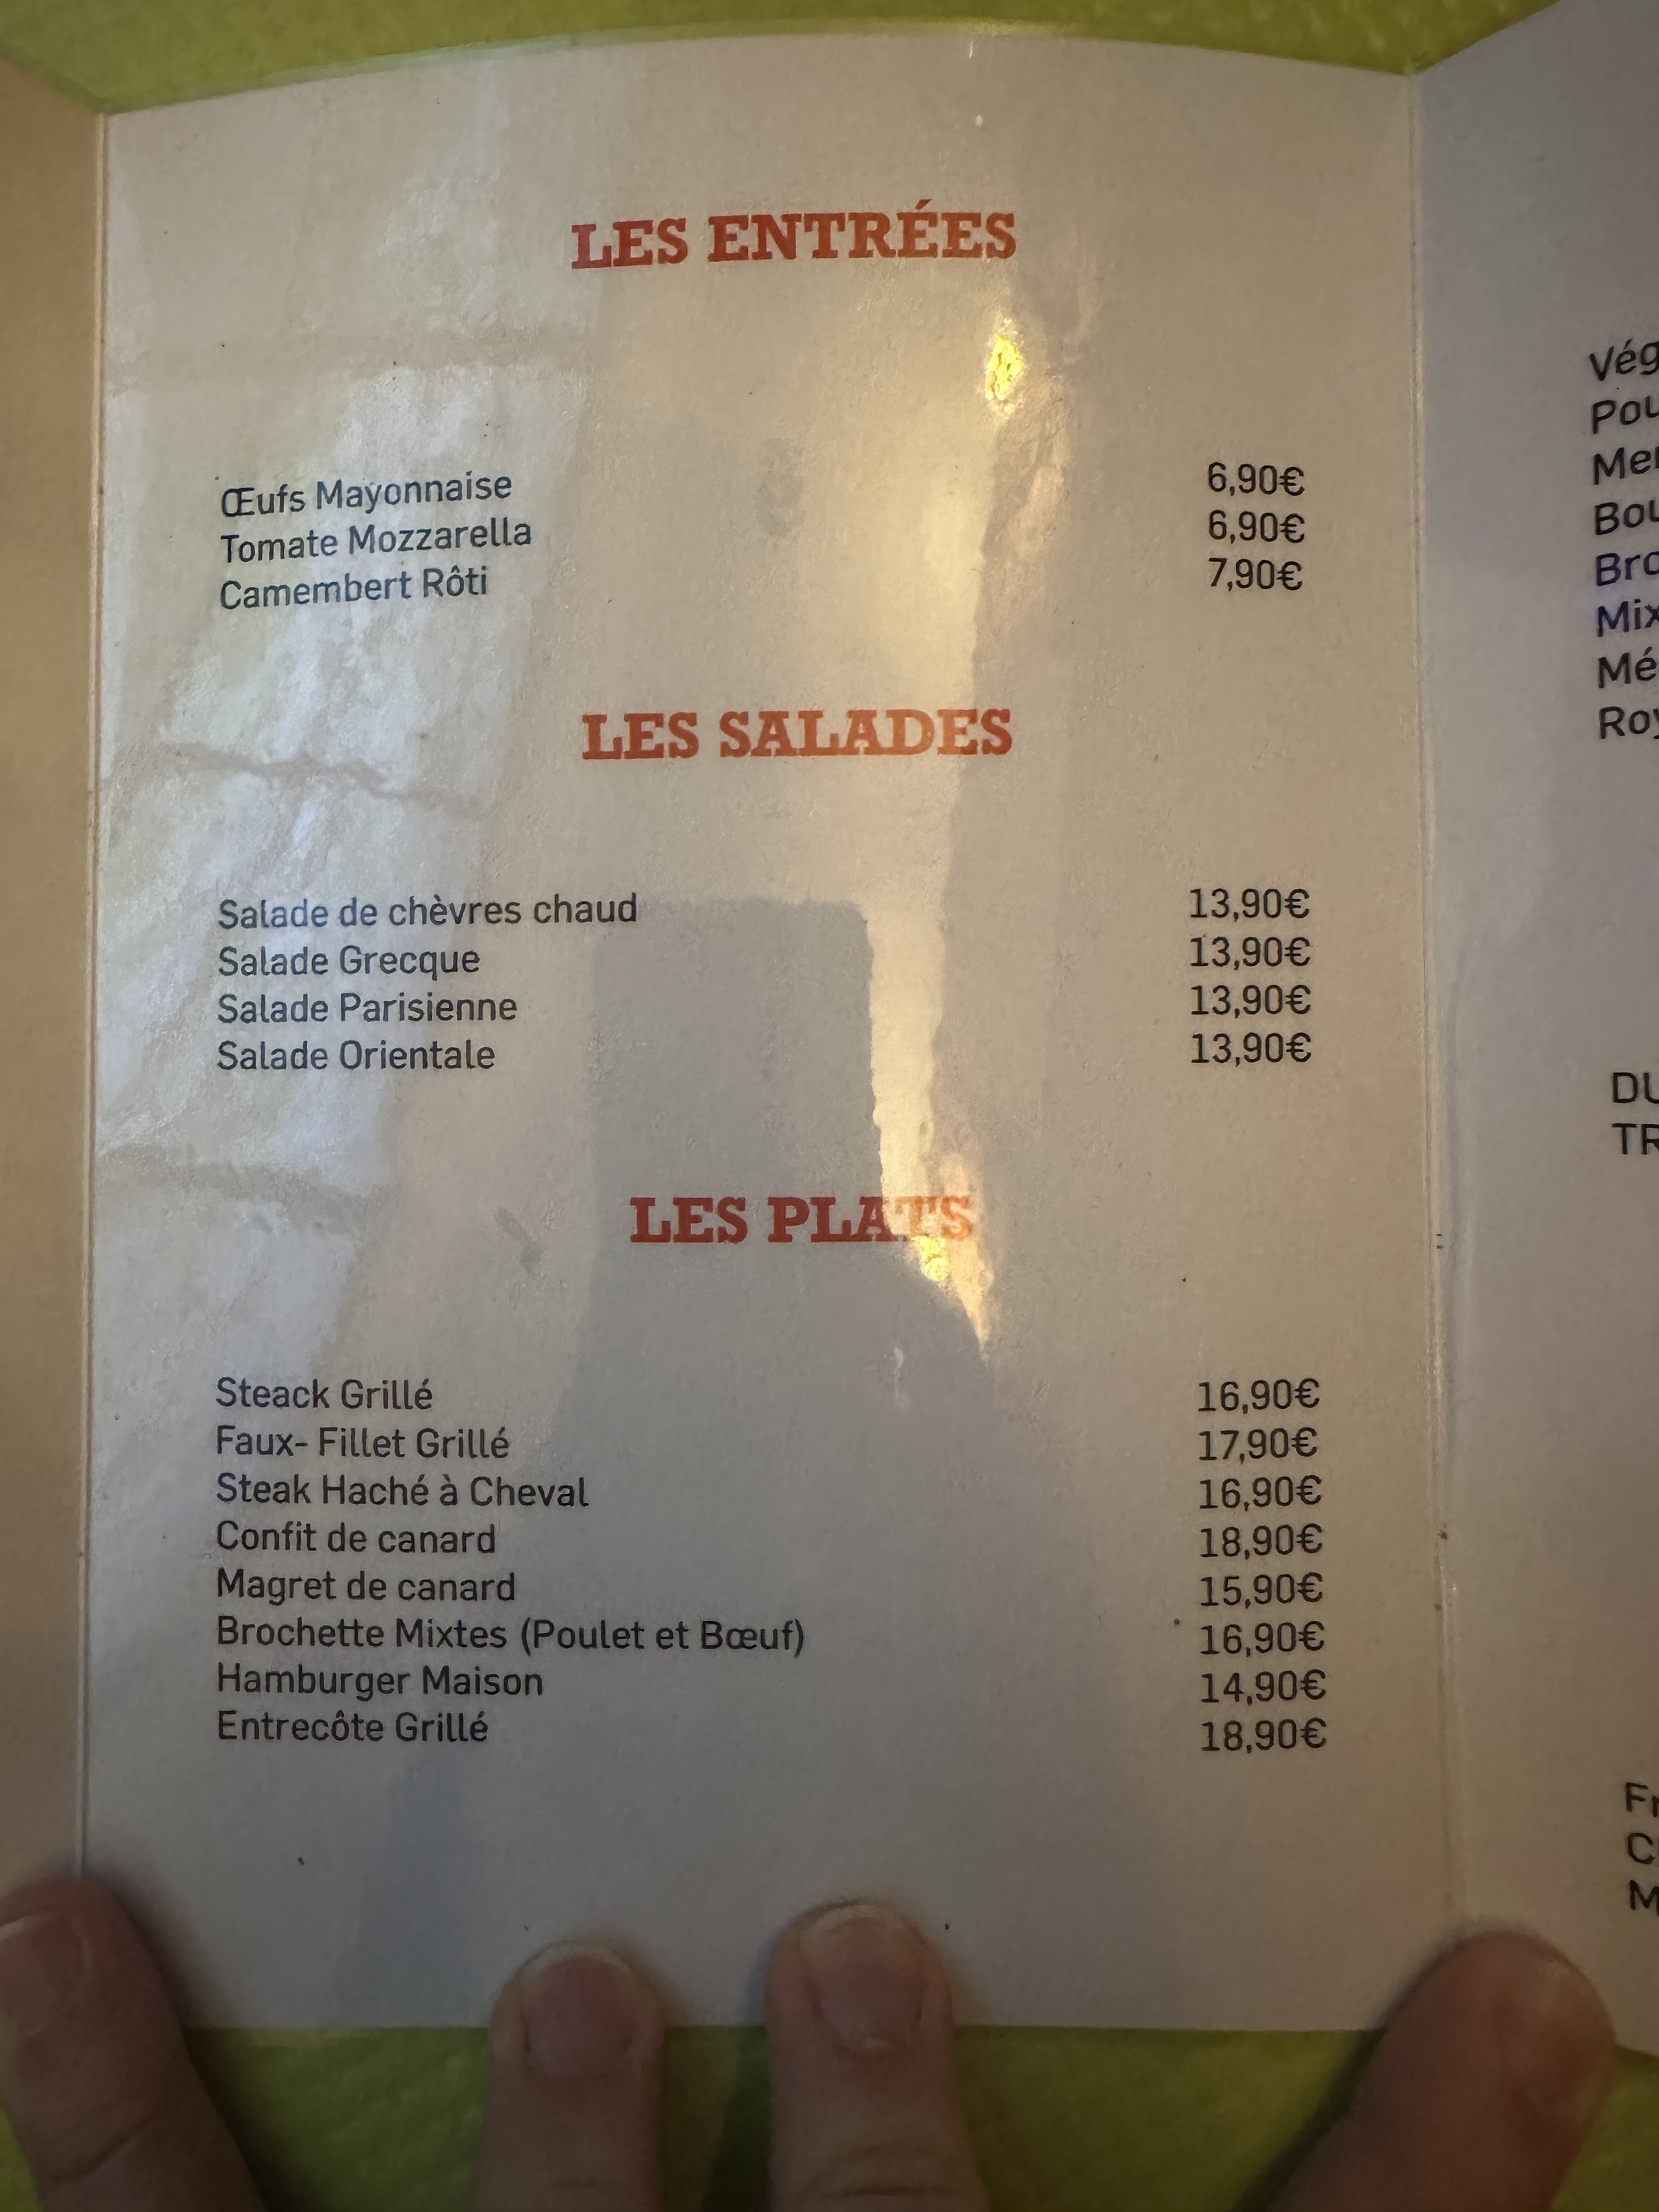 LES ENTRÉES
Œufs Mayonnaise 6,90€
Tomate Mozzarella 6,90€
Camembert Rôti 7,90€
LES SALADES
Salade de chèvres chaud 13,90€
Salade Grecque 13,90€
Salade Parisienne 13,90€
Salade Orientale 13,90€
LES PLATS
Steack Grillé 16,90€
Faux- Fillet Grillé 17,90€
Steak Haché à Cheval 16,90€
Confit de canard 18,90€
Magret de canard 15,90€
Brochette Mixtes (Poulet et Bœuf) 16,90€
Hamburger Maison 14,90€
Entrecôte Grillé 18,90€